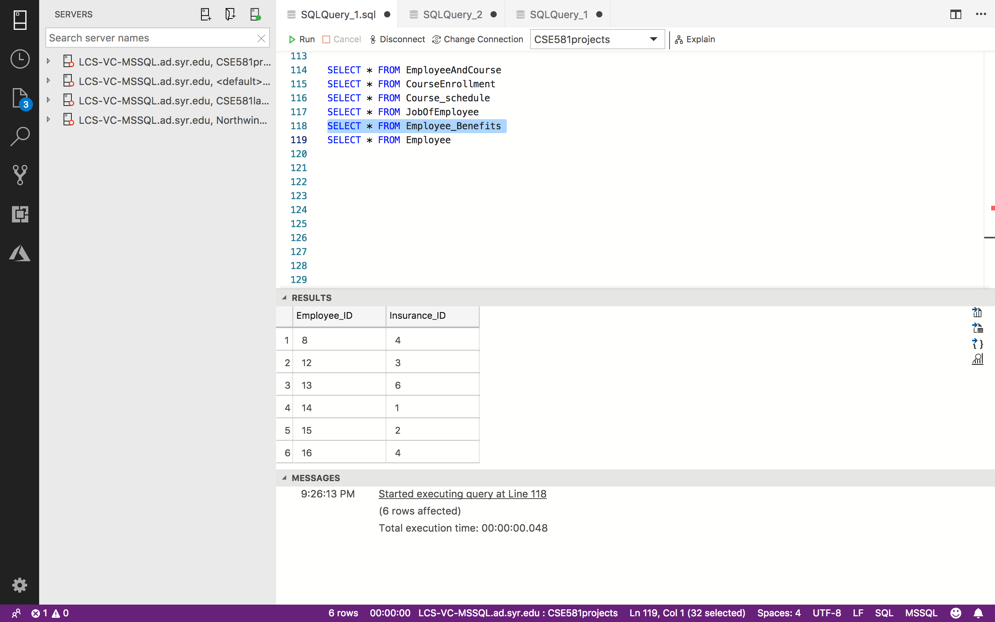 SERVERS
Search server names
LCS-VC-MSSQL.ad.syr.edu, CSE581pr...
LCS-VC-MSSQL.ad.syr.edu, <default>...
LCS-VC-MSSQL.ad.syr.edu, CSE581la...
LCS-VC-MSSQL.ad.syr.edu, Northwin...
3
SQLQuery_1.sql SQLQuery_2 SQLQuery_1
Run Cancel Disconnect Change Connection CSE581projects Explain
113
114 SELECT * FROM EmployeeAndCourse
115 SELECT * FROM CourseEnrollment
116 SELECT * FROM Course_schedule
117 SELECT * FROM JobOfEmployee
118 SELECT * FROM Employee_Benefits
119 SELECT * FROM Employee
120
121
122
123
124
125
126
127
128
129
RESULTS
Employee_ID Insurance_ID
1 8 4
2 12 3
3 13 6
4 14 1
5 15 2
6 16 4
MESSAGES
9:26:13 PM Started executing query at Line 118
(6 rows affected)
Total execution time: 00:00:00.048
1 0 6 rows 00:00:00 LCS-VC-MSSQL.ad.syr.edu : CSE581projects Ln 119, Col 1 (32 selected) Spaces: 4 UTF-8 LF SQL MSSQL